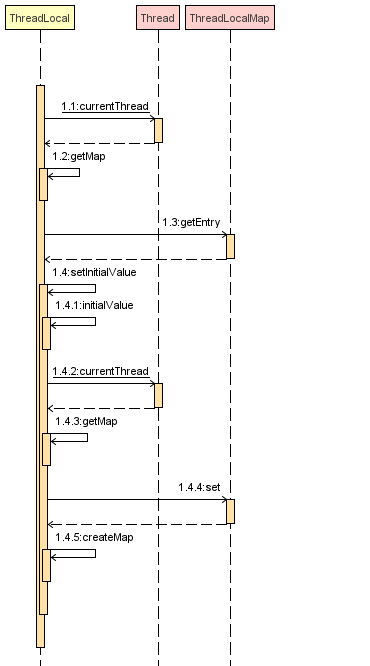 ThreadLocal
Thread
ThreadLocalMap
1.1:currentThread
1.2:getMap
1.3:getEntry
1.4:setInitialValue
1.4.1:initialValue
1.4.2:currentThread
1.4.3:getMap
1.4.4:set
1.4.5:createMap